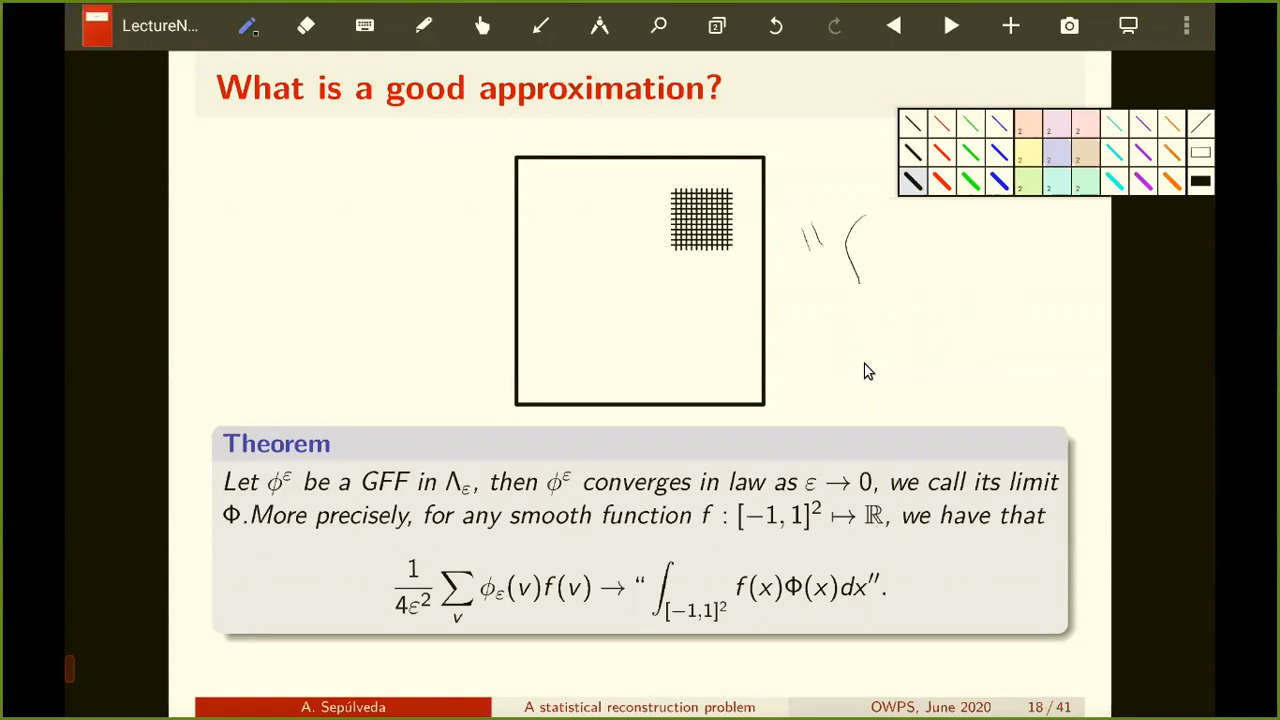 LectureN...
What is a good approximation?
" (
Theorem
Let ϕ^ε be a GFF in Λ_ε, then ϕ^ε converges in law as ε → 0, we call its limit
Φ.More precisely, for any smooth function f : [−1, 1]² ↦ ℝ, we have that
1/(4ε²) ∑_v ϕ_ε(v)f(v) → “ ∫_{[−1,1]²} f(x)Φ(x)dx”.
A. Sepúlveda A statistical reconstruction problem OWPS, June 2020 18 / 41